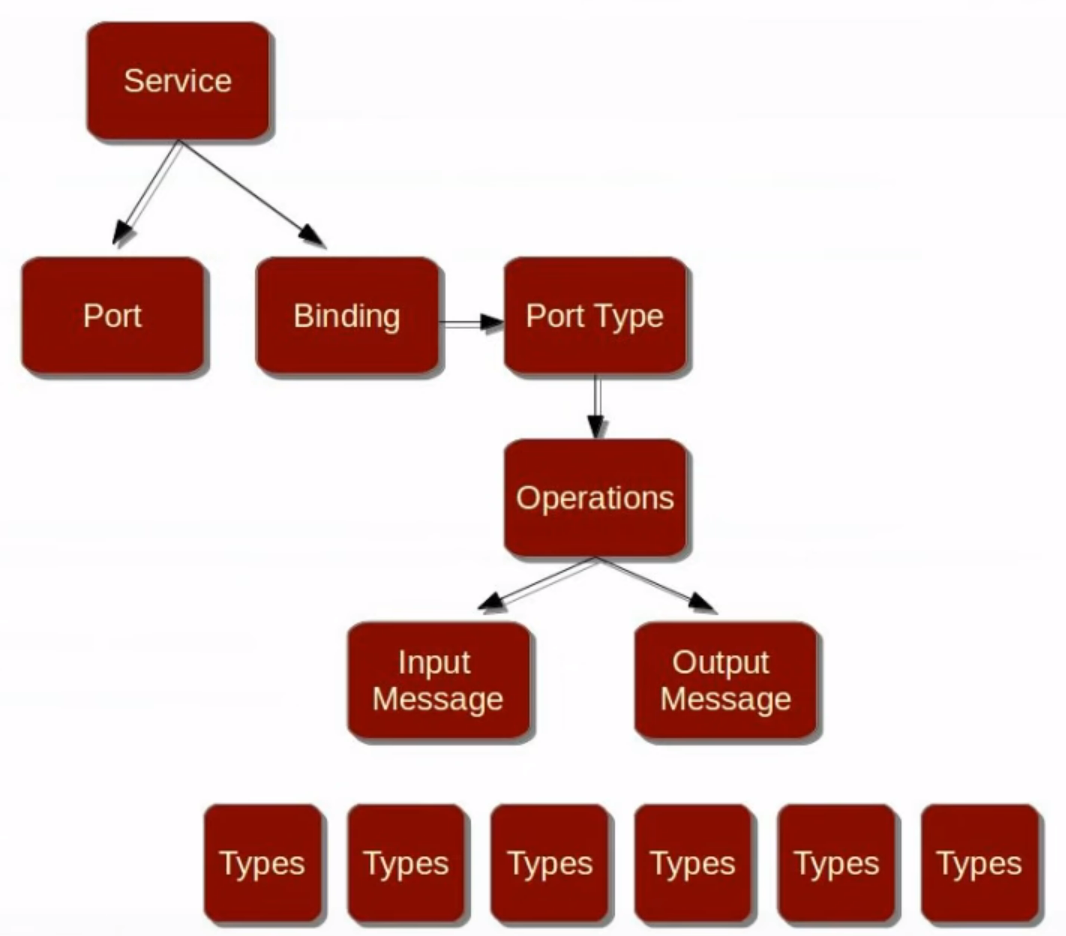 Service
Port
Binding
Port Type
Operations
Input
Message
Output
Message
Types
Types
Types
Types
Types
Types